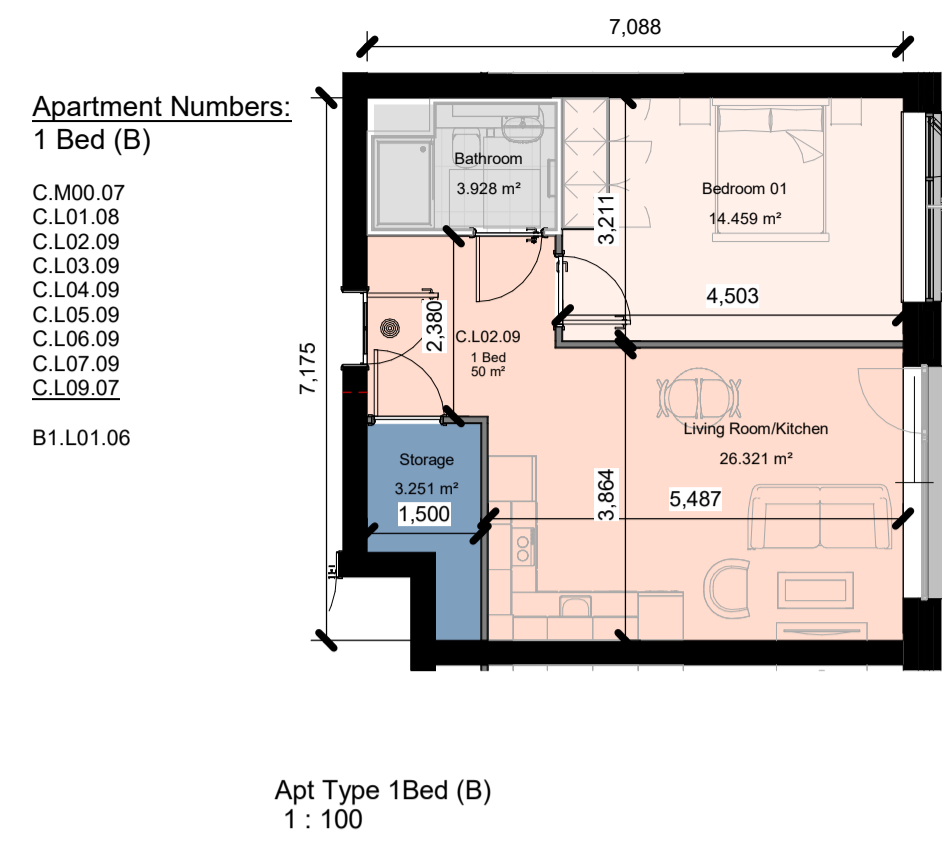 7,088
Apartment Numbers:
1 Bed (B)
C.M00.07
C.L01.08
C.L02.09
C.L03.09
C.L04.09
C.L05.09
C.L06.09
C.L07.09
C.L09.07
B1.L01.06
Bathroom
3.928 m²
Bedroom 01
14.459 m²
3,211
4,503
2,380
C.L02.09
1 Bed
50 m²
7,175
Living Room/Kitchen
26.321 m²
Storage
3.251 m²
1,500
3,864
5,487
Apt Type 1Bed (B)
1 : 100